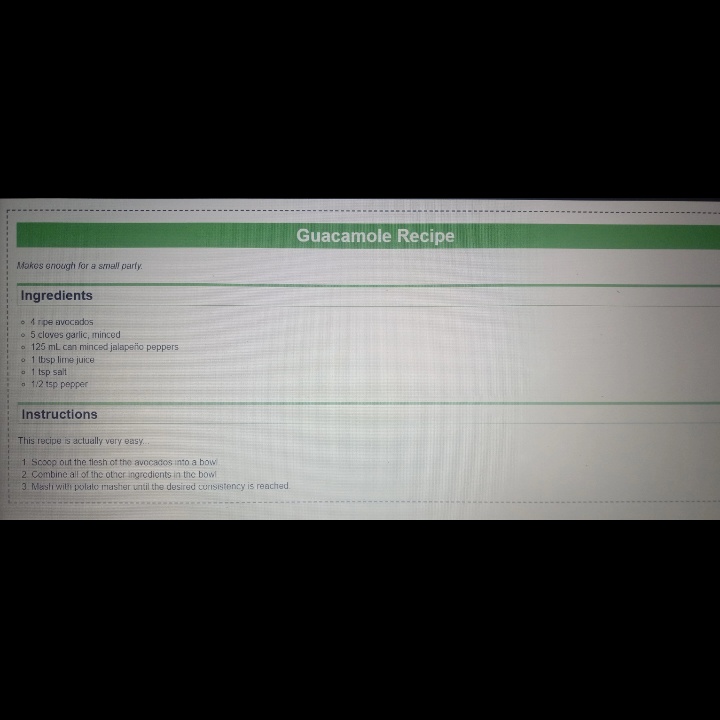 Guacamole Recipe
Makes enough for a small party.
Ingredients
4 ripe avocados
5 cloves garlic, minced
125 mL can minced jalapeño peppers
1 tbsp lime juice
1 tsp salt
1/2 tsp pepper
Instructions
This recipe is actually very easy...
1. Scoop out the flesh of the avocados into a bowl
2. Combine all of the other ingredients in the bowl
3. Mash with potato masher until the desired consistency is reached.